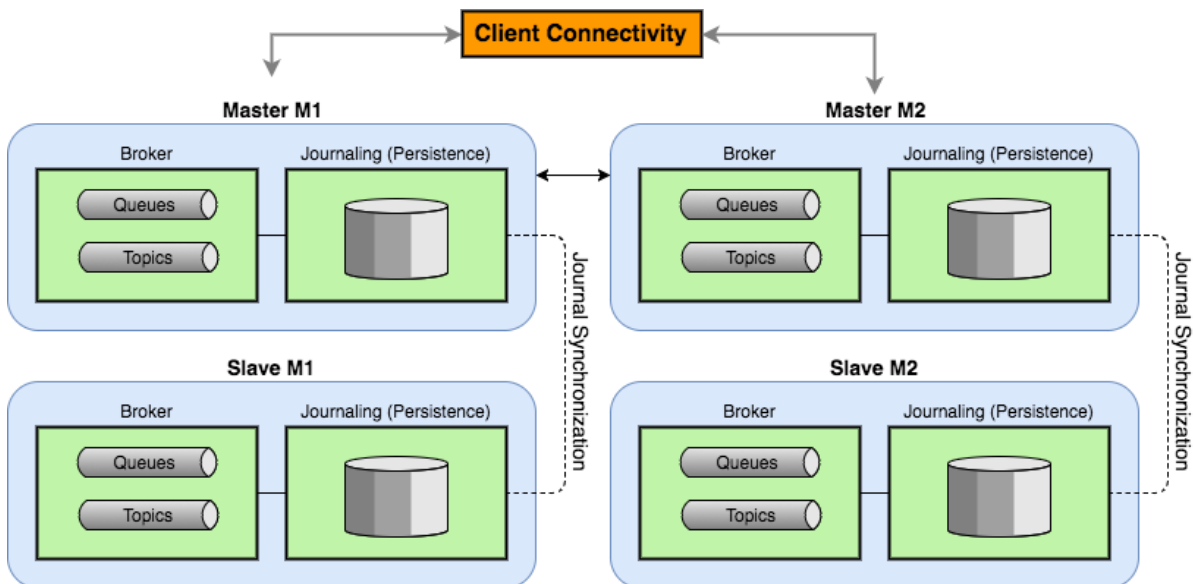 Client Connectivity
Master M1
Master M2
Broker
Journaling (Persistence)
Broker
Journaling (Persistence)
Queues
Queues
Topics
Topics
Journal Synchronization
Journal Synchronization
Slave M1
Slave M2
Broker
Journaling (Persistence)
Broker
Journaling (Persistence)
Queues
Queues
Topics
Topics